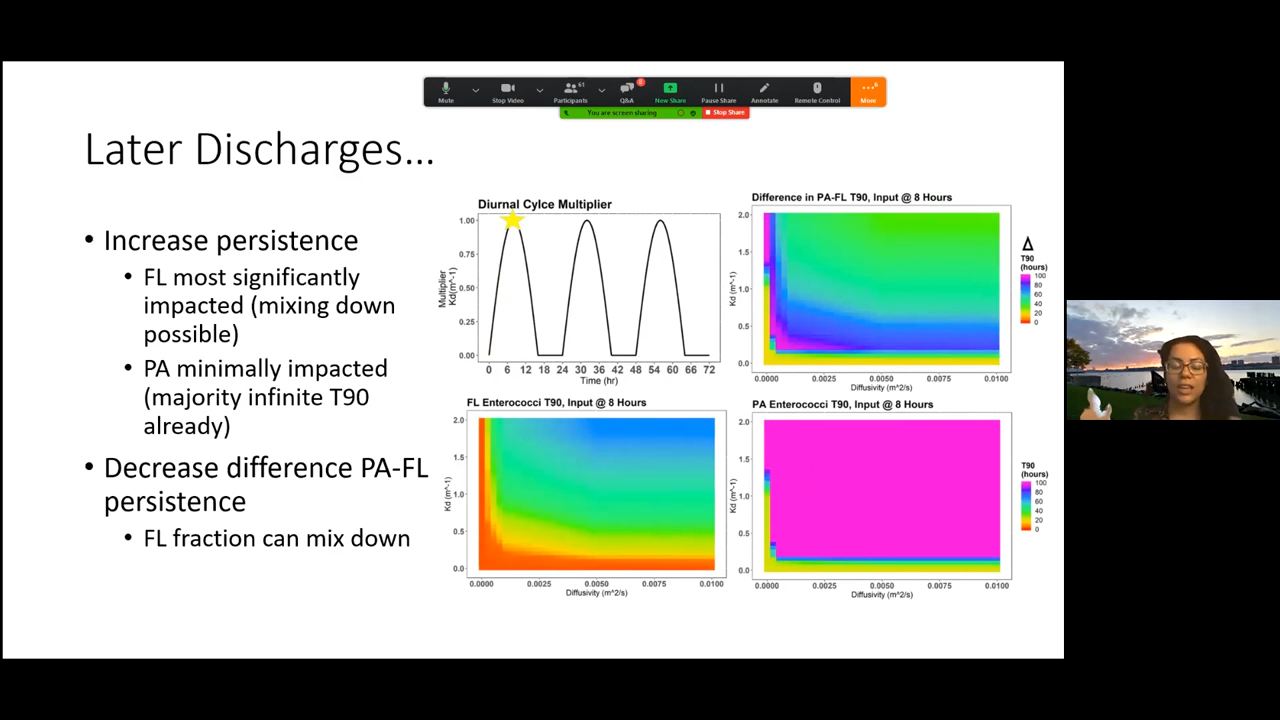 61
8
6
Mute
Stop Video
Participants
Q&A
New Share
Pause Share
Annotate
Remote Control
More
You are screen sharing
Stop Share
Later Discharges…
• Increase persistence
• FL most significantly
impacted (mixing down
possible)
• PA minimally impacted
(majority infinite T90
already)
• Decrease difference PA-FL
persistence
• FL fraction can mix down
Diurnal Cylce Multiplier
Multiplier
Kd(m^-1)
1.00
0.75
0.50
0.25
0.00
0 6 12 18 24 30 36 42 48 54 60 66 72
Time (hr)
Difference in PA-FL T90, Input @ 8 Hours
Kd (m^-1)
2.0
1.5
1.0
0.5
0.0
0.0000 0.0025 0.0050 0.0075 0.0100
Diffusivity (m^2/s)
Δ
T90
(hours)
100
80
60
40
20
0
FL Enterococci T90, Input @ 8 Hours
Kd (m^-1)
2.0
1.5
1.0
0.5
0.0
0.0000 0.0025 0.0050 0.0075 0.0100
Diffusivity (m^2/s)
PA Enterococci T90, Input @ 8 Hours
Kd (m^-1)
2.0
1.5
1.0
0.5
0.0
0.0000 0.0025 0.0050 0.0075 0.0100
Diffusivity (m^2/s)
T90
(hours)
100
80
60
40
20
0